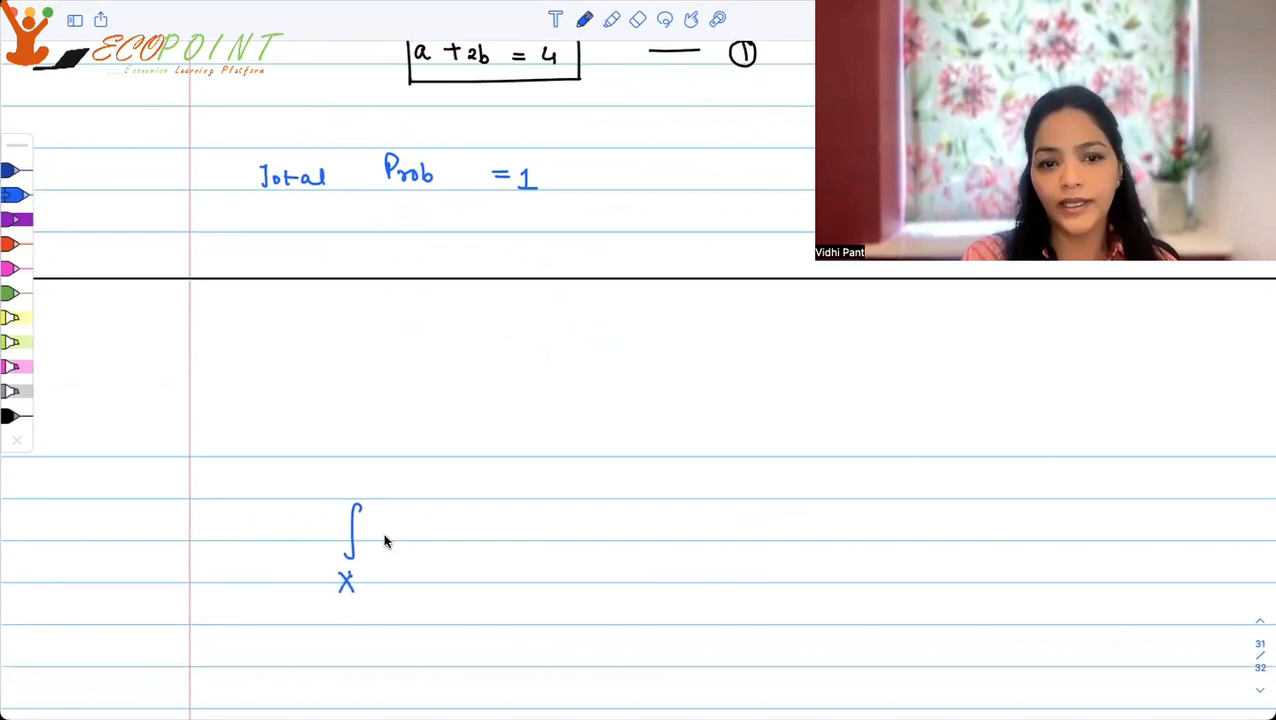 ECOPOINT
.....Economics Learning Platform
a + 2b = 4 —— ①
Total Prob = 1
Vidhi Pant
∫
X
31
/
32